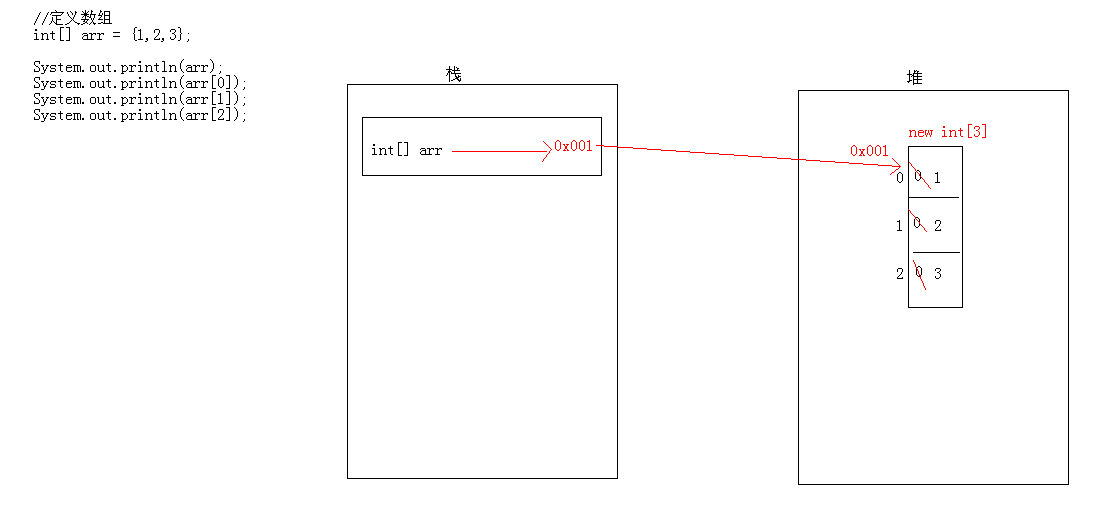 //定义数组
int[] arr = {1,2,3};
System.out.println(arr);
System.out.println(arr[0]);
System.out.println(arr[1]);
System.out.println(arr[2]);
栈
int[] arr 0x001
堆
new int[3]
0x001
0 0 1
1 0 2
2 0 3